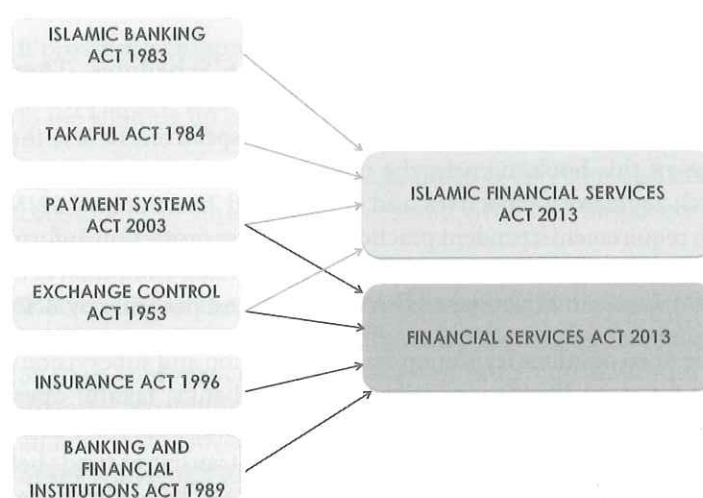 ISLAMIC BANKING
ACT 1983
TAKAFUL ACT 1984
PAYMENT SYSTEMS
ACT 2003
EXCHANGE CONTROL
ACT 1953
INSURANCE ACT 1996
BANKING AND
FINANCIAL
INSTITUTIONS ACT 1989
ISLAMIC FINANCIAL SERVICES
ACT 2013
FINANCIAL SERVICES ACT 2013